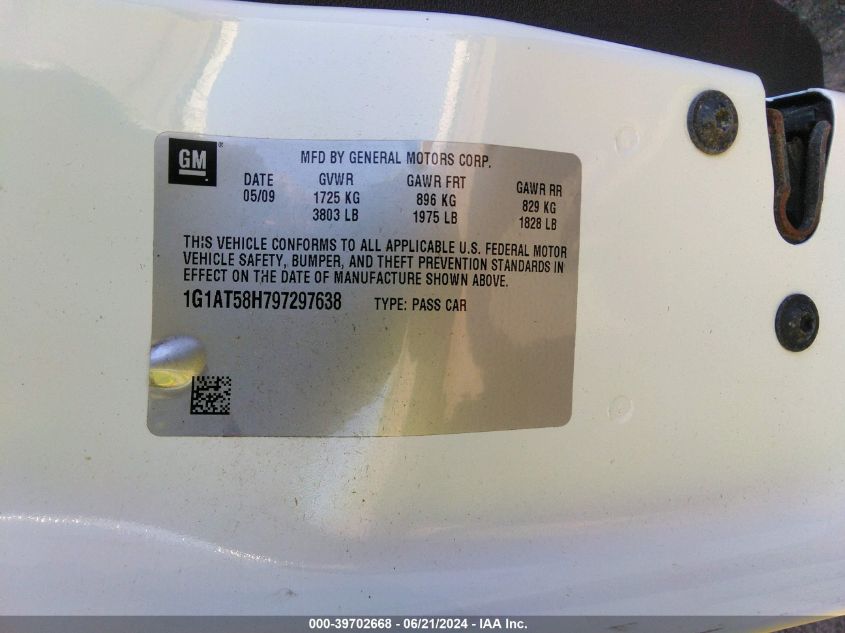 GM ®
MFD BY GENERAL MOTORS CORP.
DATE GVWR GAWR FRT GAWR RR
05/09 1725 KG 896 KG 829 KG
3803 LB 1975 LB 1828 LB
THIS VEHICLE CONFORMS TO ALL APPLICABLE U.S. FEDERAL MOTOR
VEHICLE SAFETY, BUMPER, AND THEFT PREVENTION STANDARDS IN
EFFECT ON THE DATE OF MANUFACTURE SHOWN ABOVE.
1G1AT58H797297638 TYPE: PASS CAR
000-39702668 - 06/21/2024 - IAA Inc.